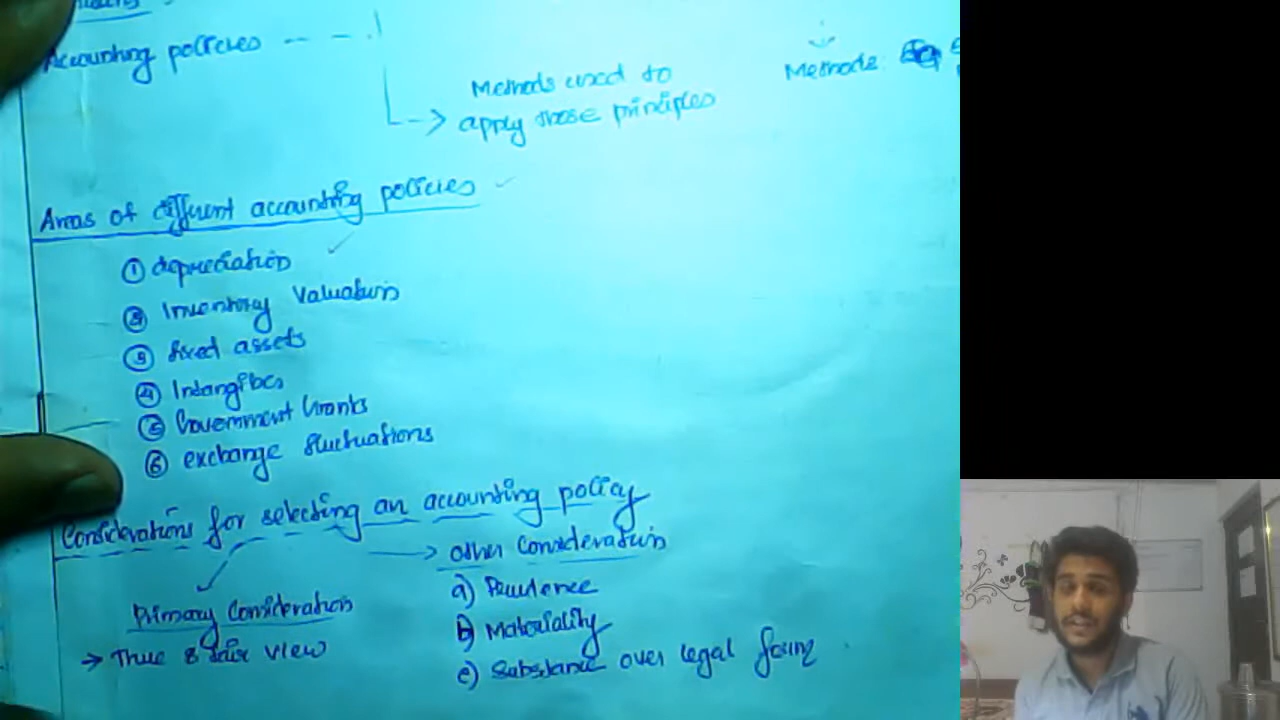 Accounting policies
Methods used to
apply those principles
Methods:
Areas of different accounting policies
① depreciation
② Inventory Valuation
③ fixed assets
④ Intangibles
⑤ Government Grants
⑥ exchange fluctuations
Considerations for selecting an accounting policy
Primary Consideration
→ True & fair view
→ other Consideration
a) Prudence
b) Materiality
c) Substance over legal form